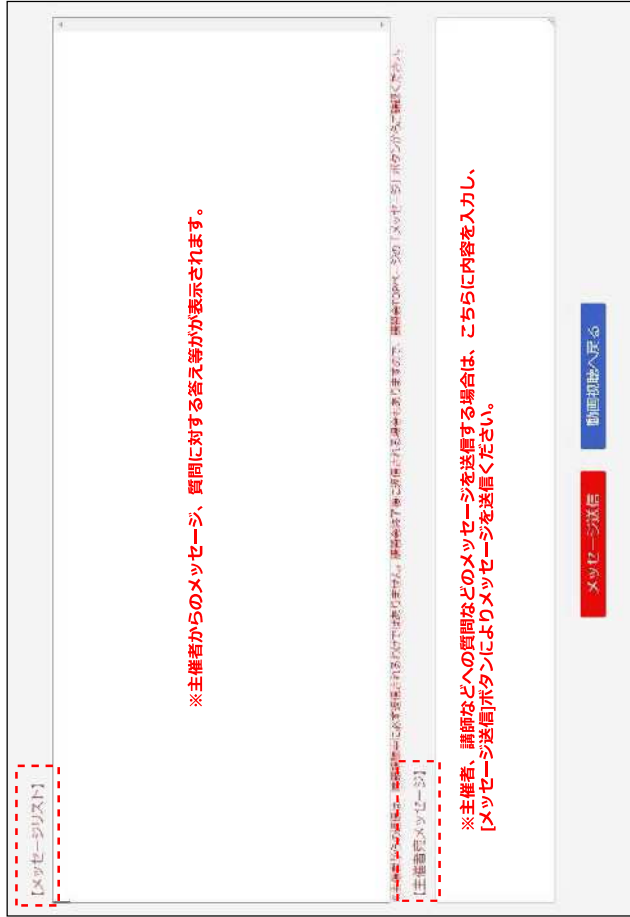 【メッセージリスト】
※主催者からのメッセージ、質問に対する答え等がが表示されます。
【主催者宛メッセージ】
※主催者、講師などへの質問などのメッセージを送信する場合は、こちらに内容を入力し、
[メッセージ送信]ボタンによりメッセージを送信ください。
メッセージ送信
動画視聴へ戻る